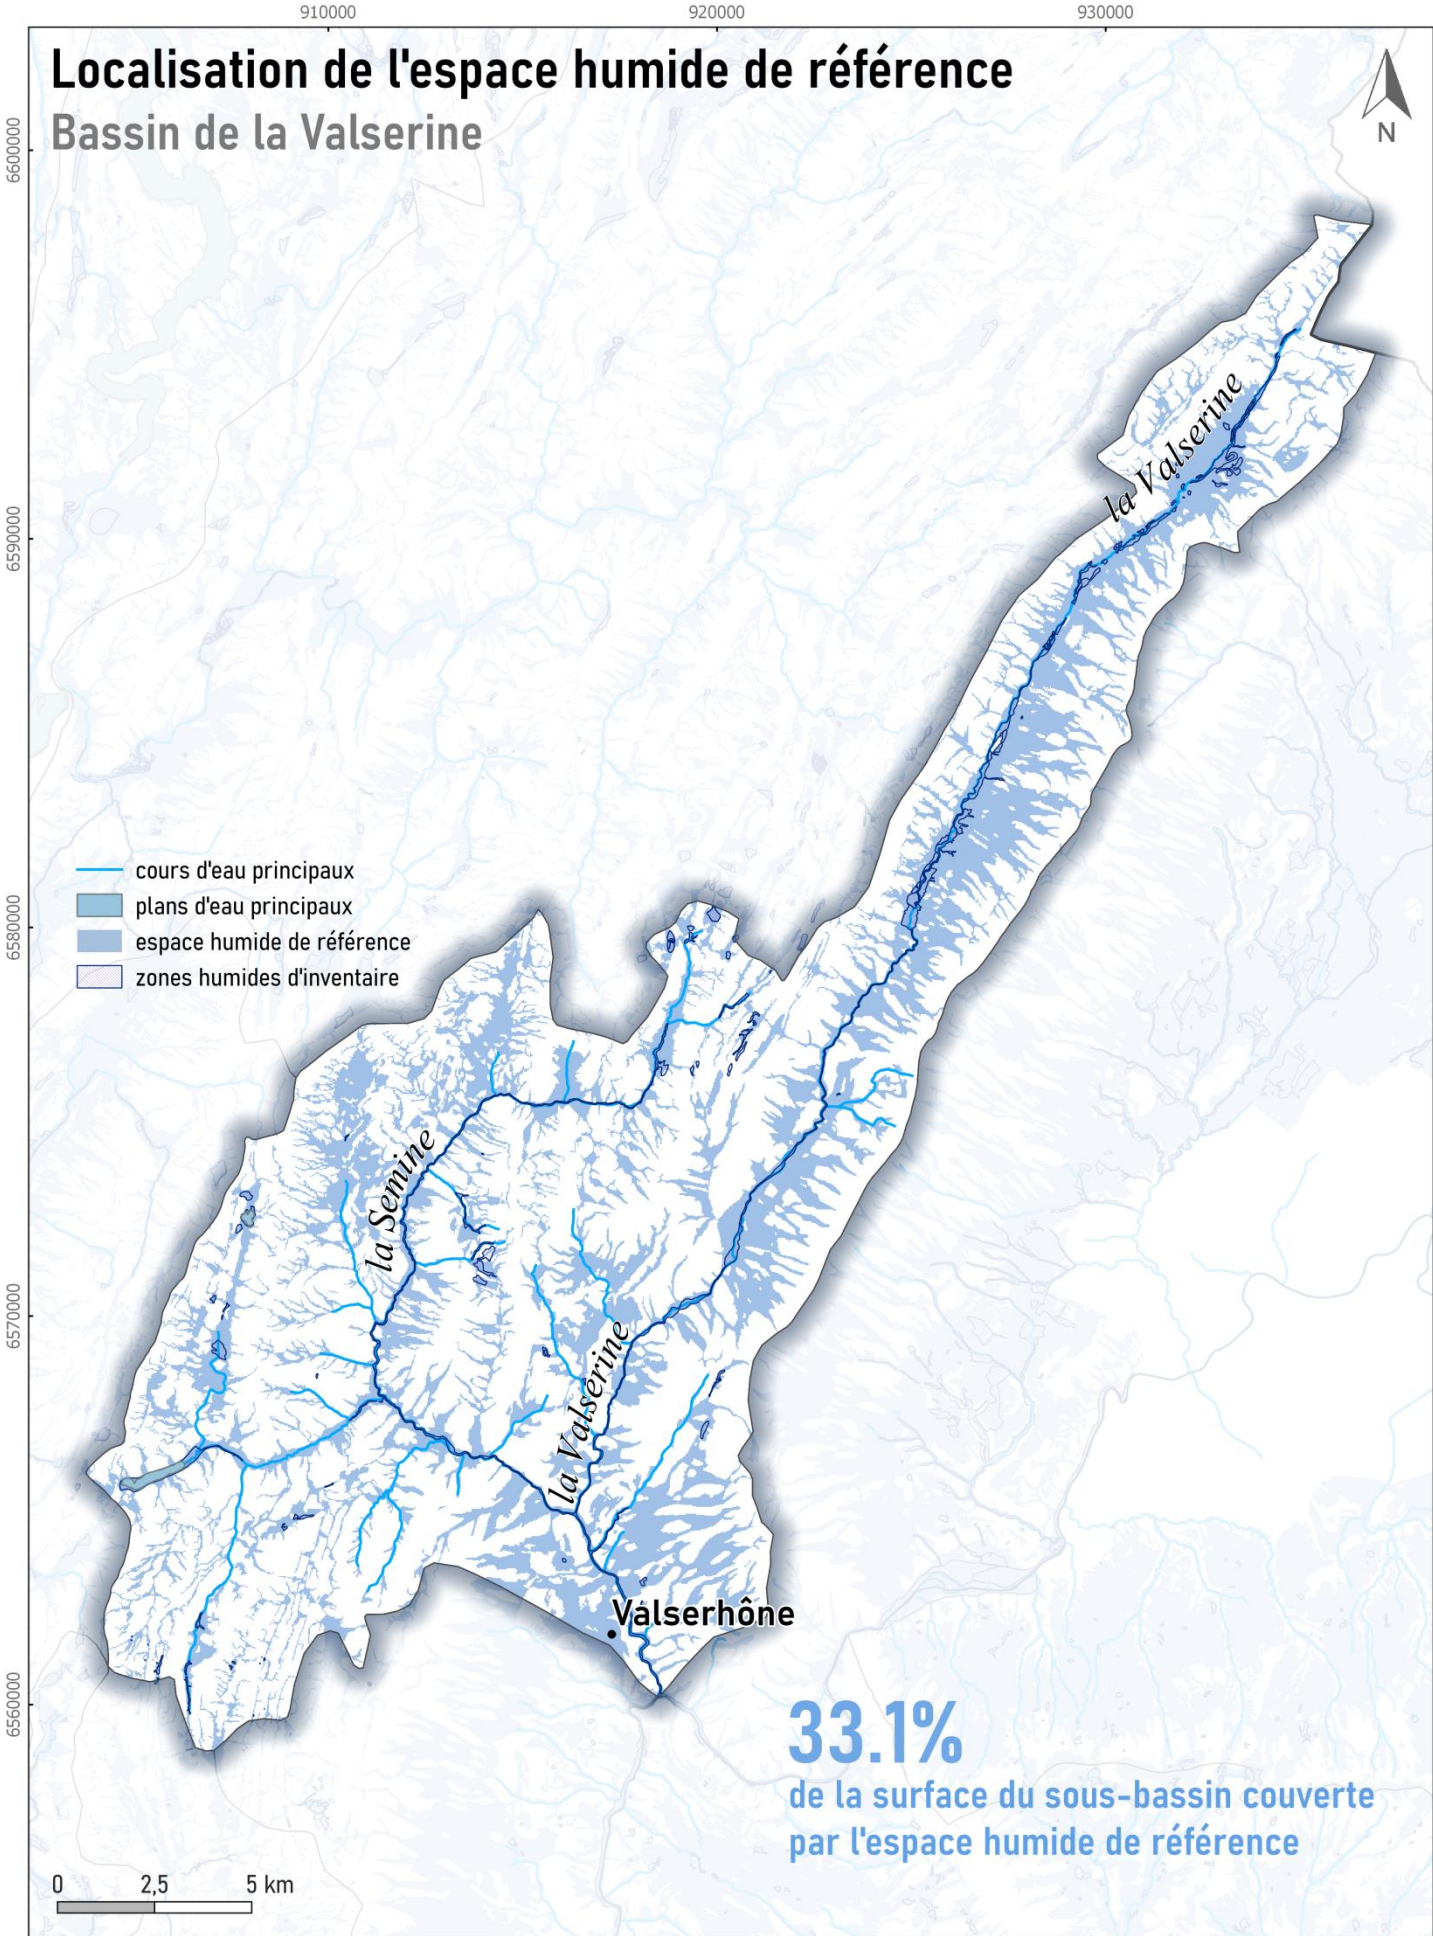 910000 920000 930000
Localisation de l'espace humide de référence
Bassin de la Valserine
N
6600000
la Valserine
6590000
cours d'eau principaux
plans d'eau principaux
espace humide de référence
zones humides d'inventaire
6580000
la Semine
6570000
la Valserine
Valserhône
6560000
33.1%
de la surface du sous-bassin couverte
par l'espace humide de référence
0 2,5 5 km